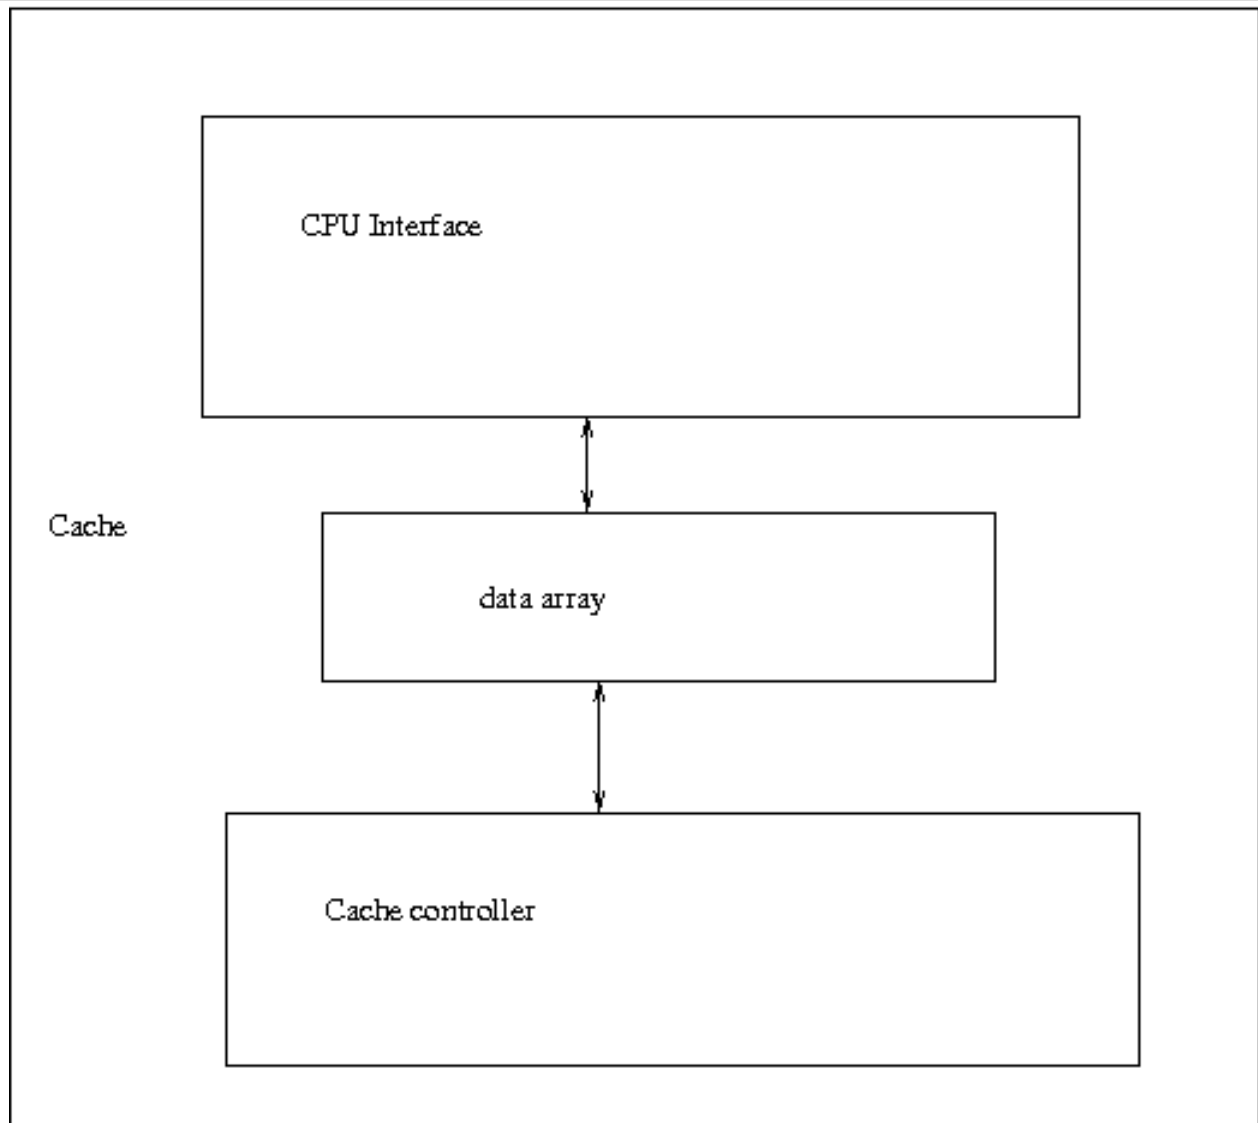 CPU Interface
Cache
data array
Cache controller